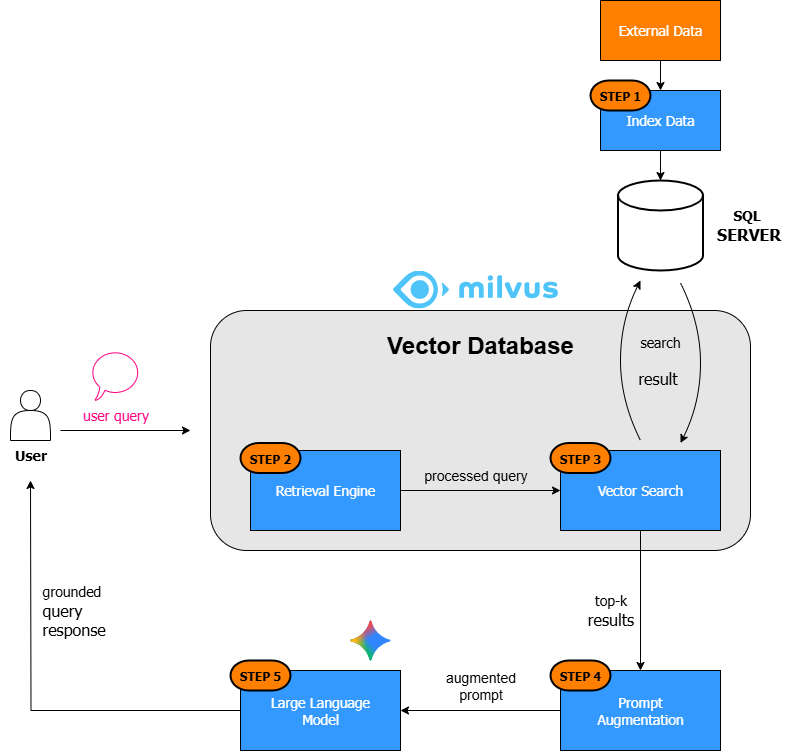 External Data
STEP 1
Index Data
SQL
SERVER
milvus
Vector Database
search
result
user query
User
STEP 2
Retrieval Engine
processed query
STEP 3
Vector Search
grounded
query
response
top-k
results
STEP 5
Large Language
Model
augmented
prompt
STEP 4
Prompt
Augmentation